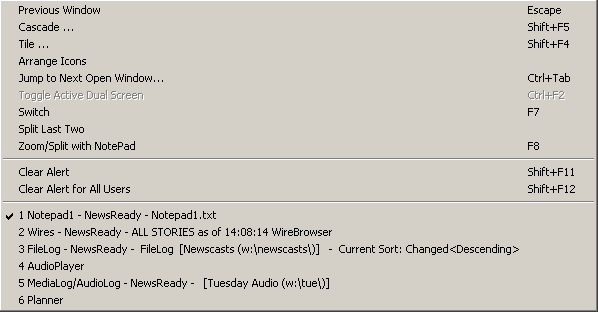 Previous Window Escape
Cascade ... Shift+F5
Tile ... Shift+F4
Arrange Icons
Jump to Next Open Window... Ctrl+Tab
Toggle Active Dual Screen Ctrl+F2
Switch F7
Split Last Two
Zoom/Split with NotePad F8
Clear Alert Shift+F11
Clear Alert for All Users Shift+F12
1 Notepad1 - NewsReady - Notepad1.txt
2 Wires - NewsReady - ALL STORIES as of 14:08:14 WireBrowser
3 FileLog - NewsReady - FileLog [Newscasts (w:\newscasts\)] - Current Sort: Changed<Descending>
4 AudioPlayer
5 MediaLog/AudioLog - NewsReady - [Tuesday Audio (w:\tue\)]
6 Planner